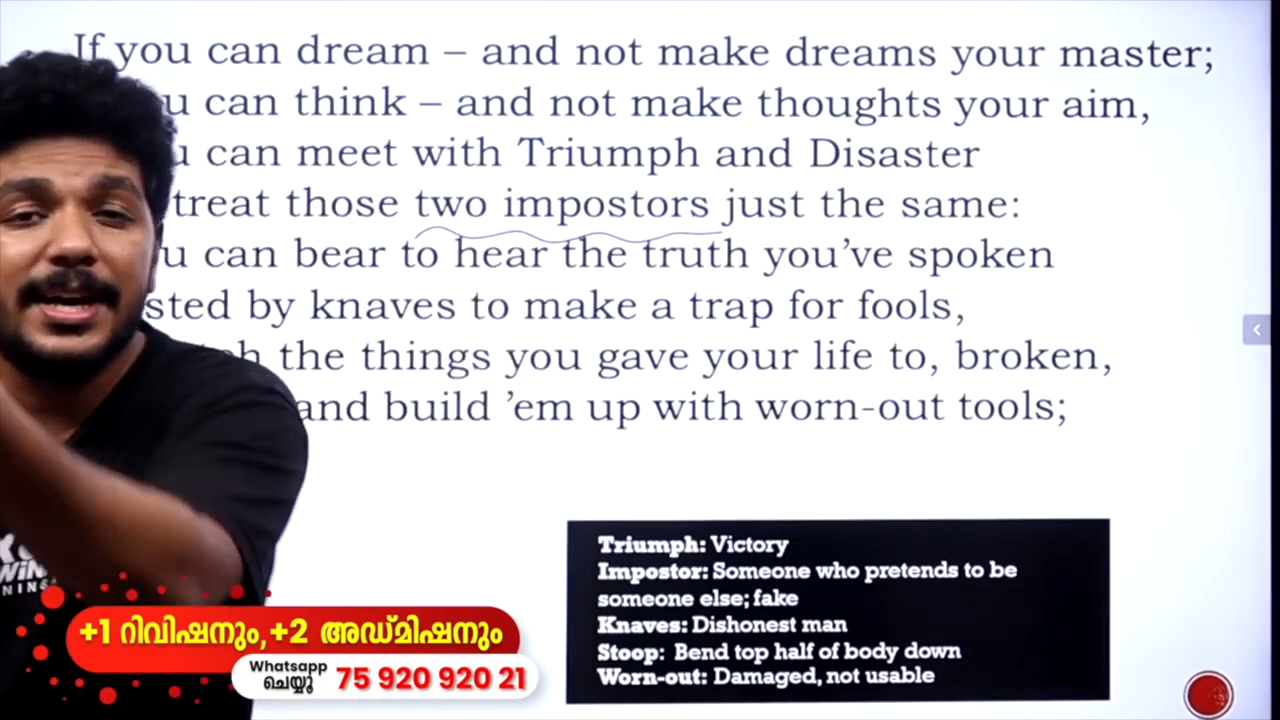 If you can dream – and not make dreams your master;
u can think – and not make thoughts your aim,
u can meet with Triumph and Disaster
treat those two impostors just the same:
u can bear to hear the truth you’ve spoken
sted by knaves to make a trap for fools,
h the things you gave your life to, broken,
and build ’em up with worn-out tools;
Triumph: Victory
Impostor: Someone who pretends to be
someone else; fake
Knaves: Dishonest man
Stoop: Bend top half of body down
Worn-out: Damaged, not usable
+1 റിവിഷനും,+2 അഡ്മിഷനും
Whatsapp
ചെയ്യൂ
75 920 920 21